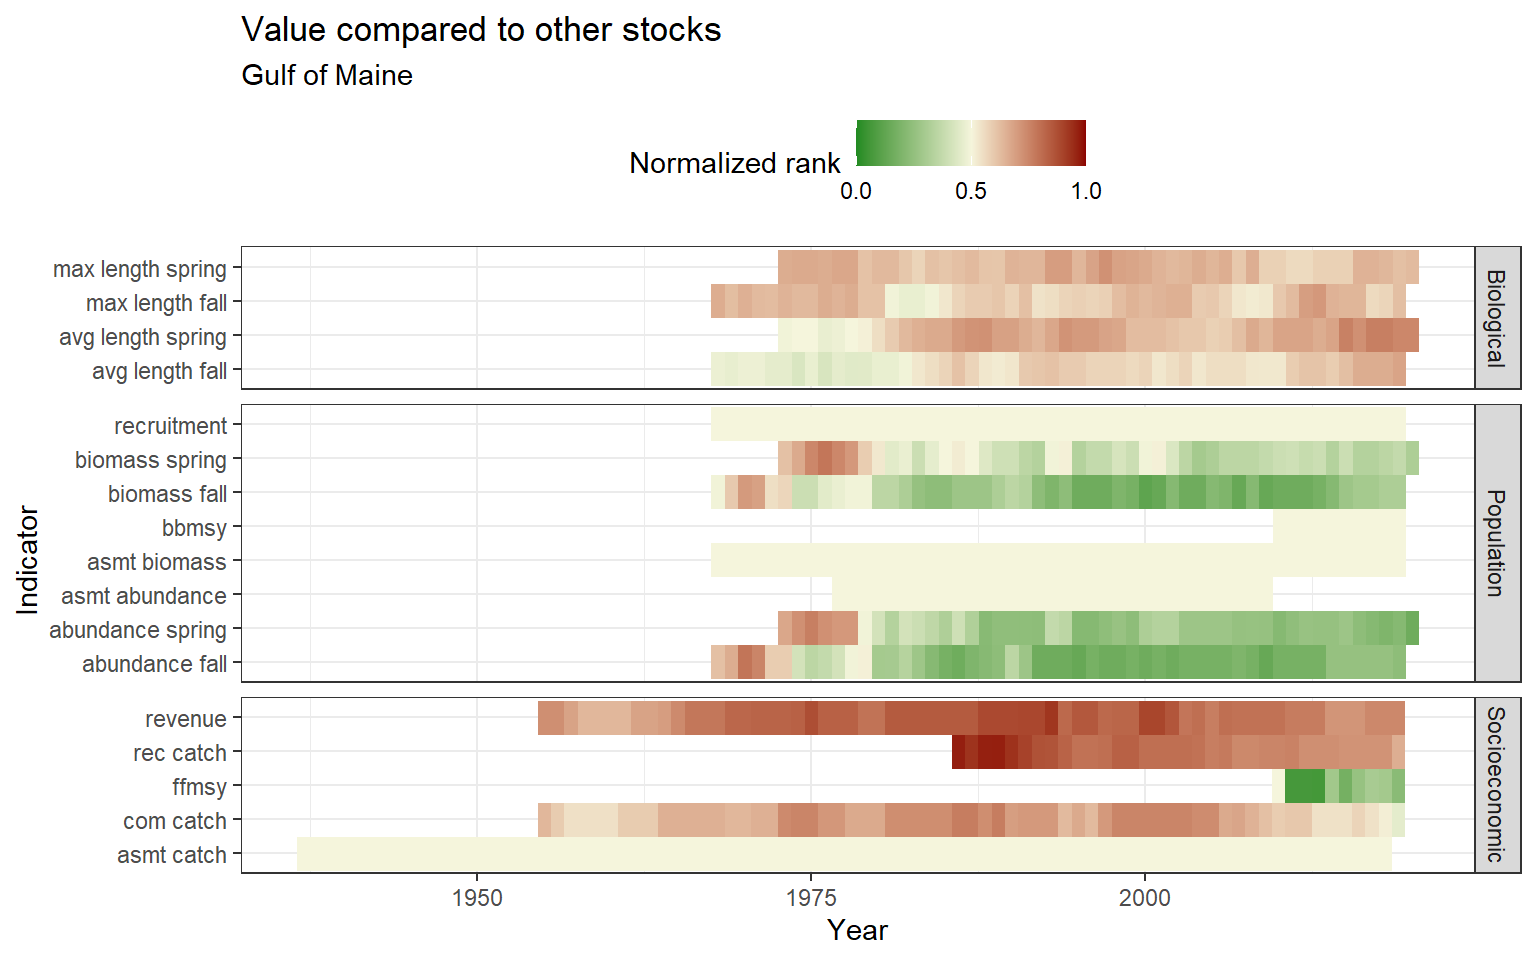 Value compared to other stocks
Gulf of Maine
Normalized rank
0.0 0.5 1.0
max length spring
max length fall
avg length spring
avg length fall
Biological
recruitment
biomass spring
biomass fall
bbmsy
asmt biomass
asmt abundance
abundance spring
abundance fall
Population
revenue
rec catch
ffmsy
com catch
asmt catch
Socioeconomic
Indicator
1950 1975 2000
Year